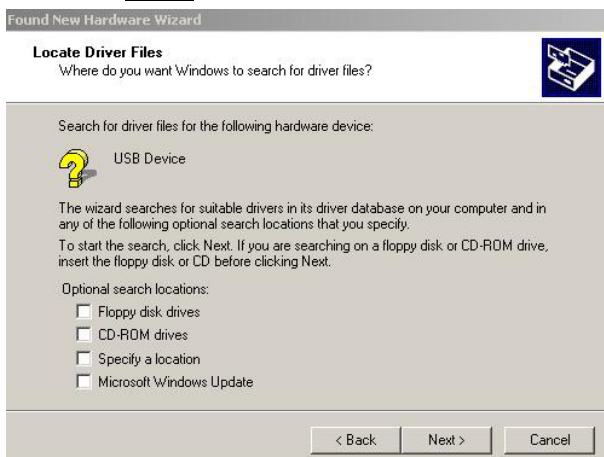 Found New Hardware Wizard
Locate Driver Files
Where do you want Windows to search for driver files?
Search for driver files for the following hardware device:
USB Device
The wizard searches for suitable drivers in its driver database on your computer and in
any of the following optional search locations that you specify.
To start the search, click Next. If you are searching on a floppy disk or CD-ROM drive,
insert the floppy disk or CD before clicking Next.
Optional search locations:
Floppy disk drives
CD-ROM drives
Specify a location
Microsoft Windows Update
< Back Next > Cancel